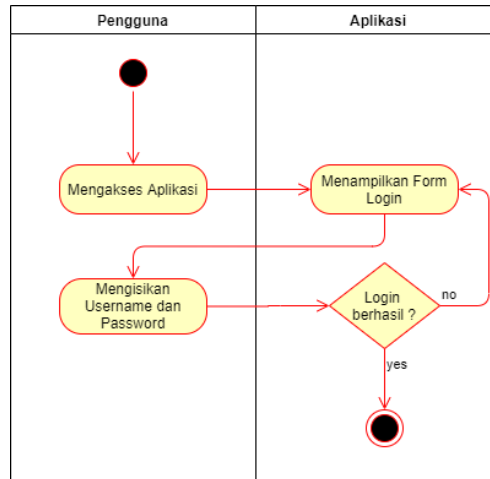 Pengguna
Aplikasi
Mengakses Aplikasi
Menampilkan Form
Login
Mengisikan
Username dan
Password
Login
berhasil ?
no
yes